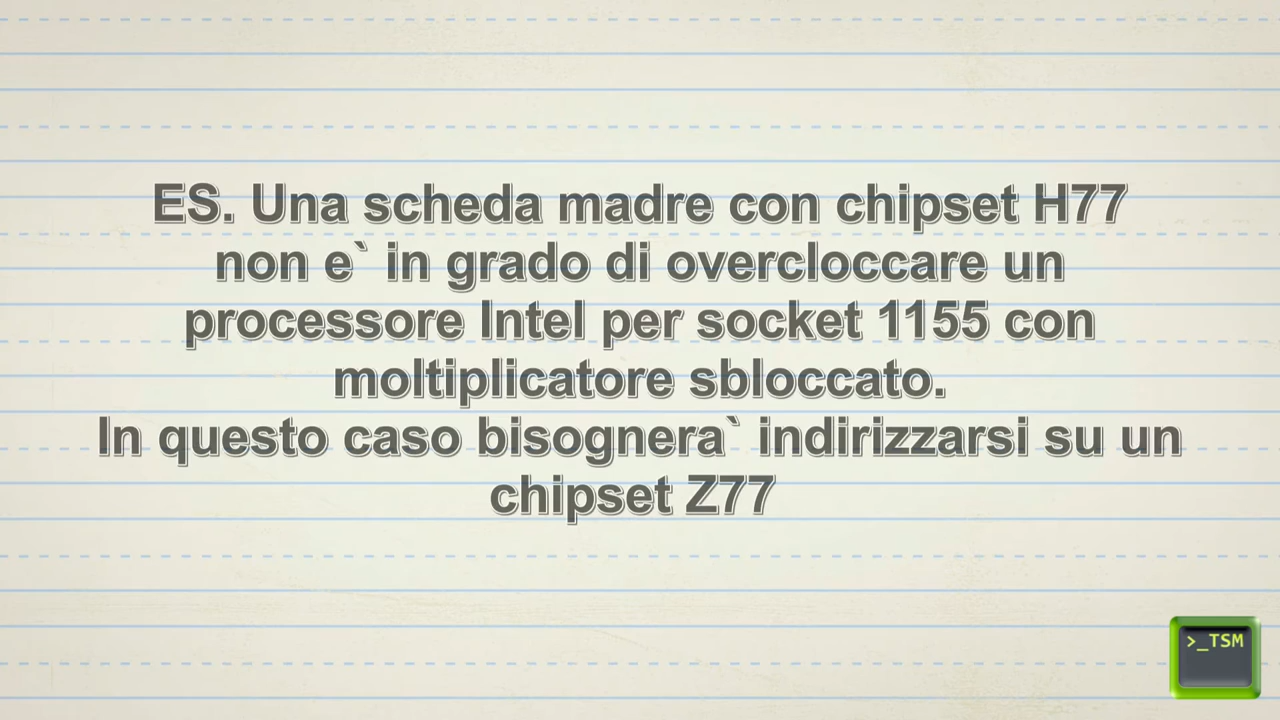 ES. Una scheda madre con chipset H77
non e` in grado di overcloccare un
processore Intel per socket 1155 con
moltiplicatore sbloccato.
In questo caso bisognera` indirizzarsi su un
chipset Z77
>_TSM